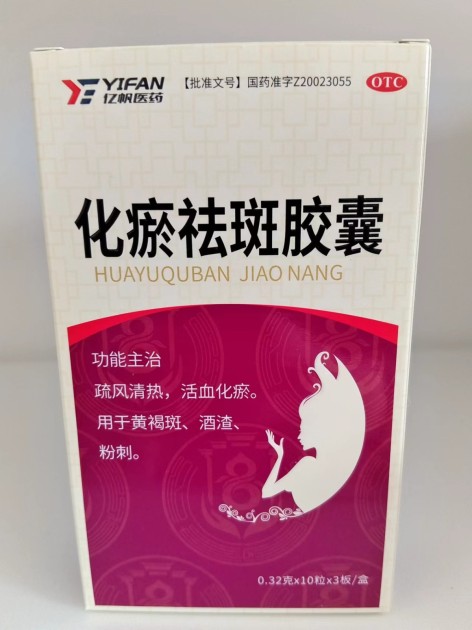 YIFAN
亿帆医药
【批准文号】国药准字Z20023055
OTC
化瘀祛斑胶囊
HUAYUQUBAN JIAO NANG
功能主治
疏风清热，活血化瘀。
用于黄褐斑、酒渣、
粉刺。
0.32克x10粒x3板/盒